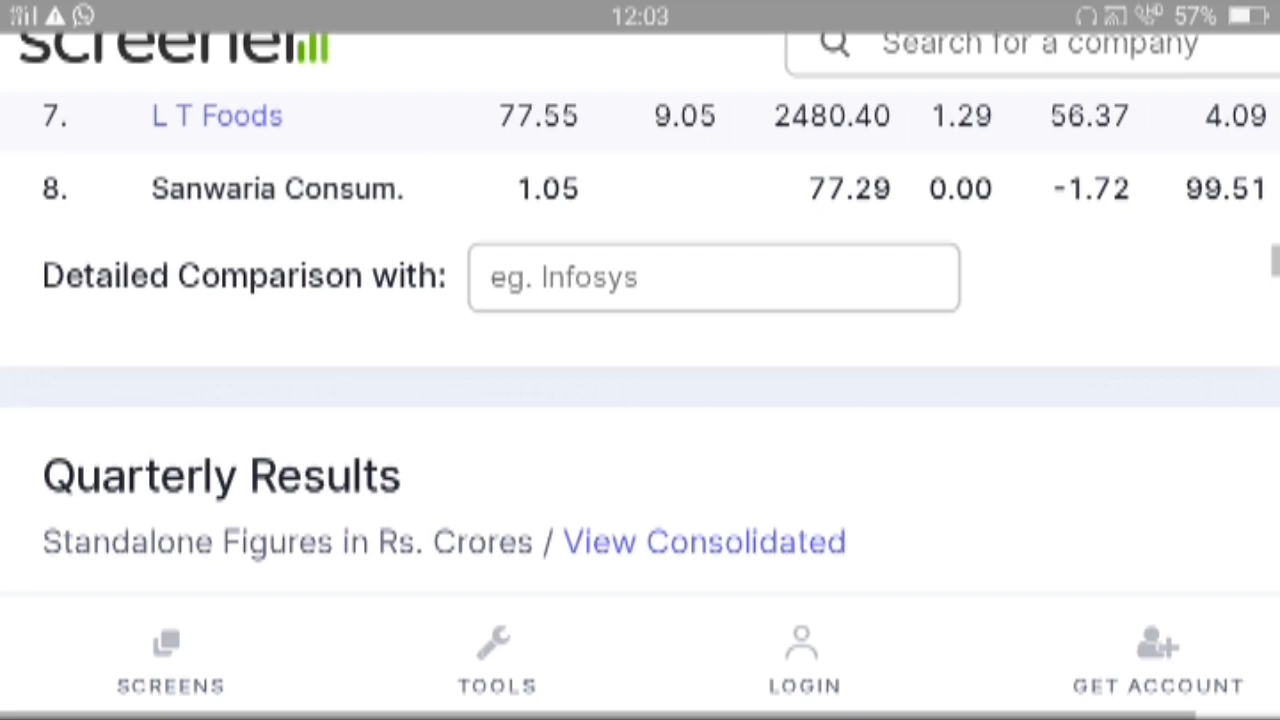 12:03 57%
screener Search for a company
7. L T Foods 77.55 9.05 2480.40 1.29 56.37 4.09
8. Sanwaria Consum. 1.05 77.29 0.00 -1.72 99.51
Detailed Comparison with: eg. Infosys
Quarterly Results
Standalone Figures in Rs. Crores / View Consolidated
SCREENS TOOLS LOGIN GET ACCOUNT